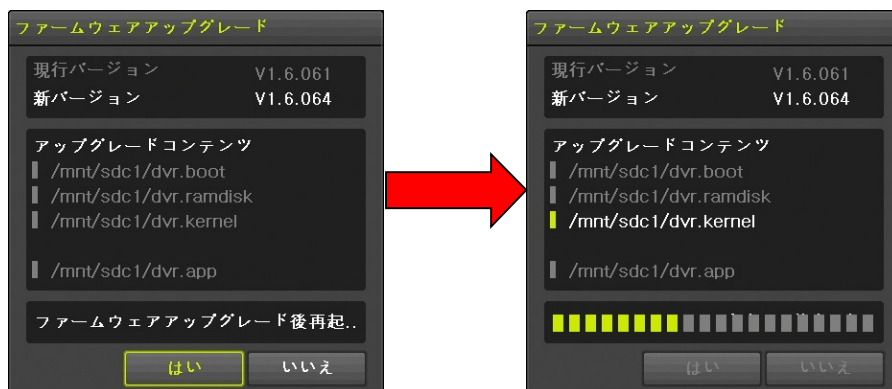 ファームウェアアップグレード
現行バージョン V1.6.061
新バージョン V1.6.064
アップグレードコンテンツ
/mnt/sdc1/dvr.boot
/mnt/sdc1/dvr.ramdisk
/mnt/sdc1/dvr.kernel
/mnt/sdc1/dvr.app
ファームウェアアップグレード後再起..
はい いいえ
ファームウェアアップグレード
現行バージョン V1.6.061
新バージョン V1.6.064
アップグレードコンテンツ
/mnt/sdc1/dvr.boot
/mnt/sdc1/dvr.ramdisk
/mnt/sdc1/dvr.kernel
/mnt/sdc1/dvr.app
はい いいえ